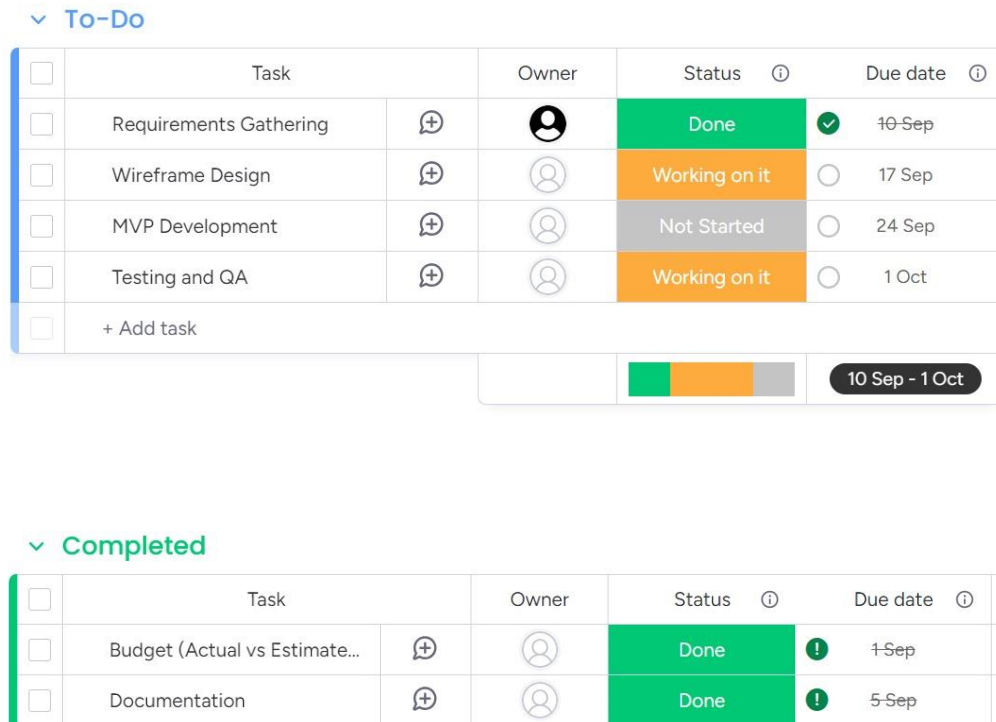 To-Do
Task Owner Status Due date
Requirements Gathering Done 10 Sep
Wireframe Design Working on it 17 Sep
MVP Development Not Started 24 Sep
Testing and QA Working on it 1 Oct
+ Add task
10 Sep - 1 Oct
Completed
Task Owner Status Due date
Budget (Actual vs Estimate... Done 1 Sep
Documentation Done 5 Sep